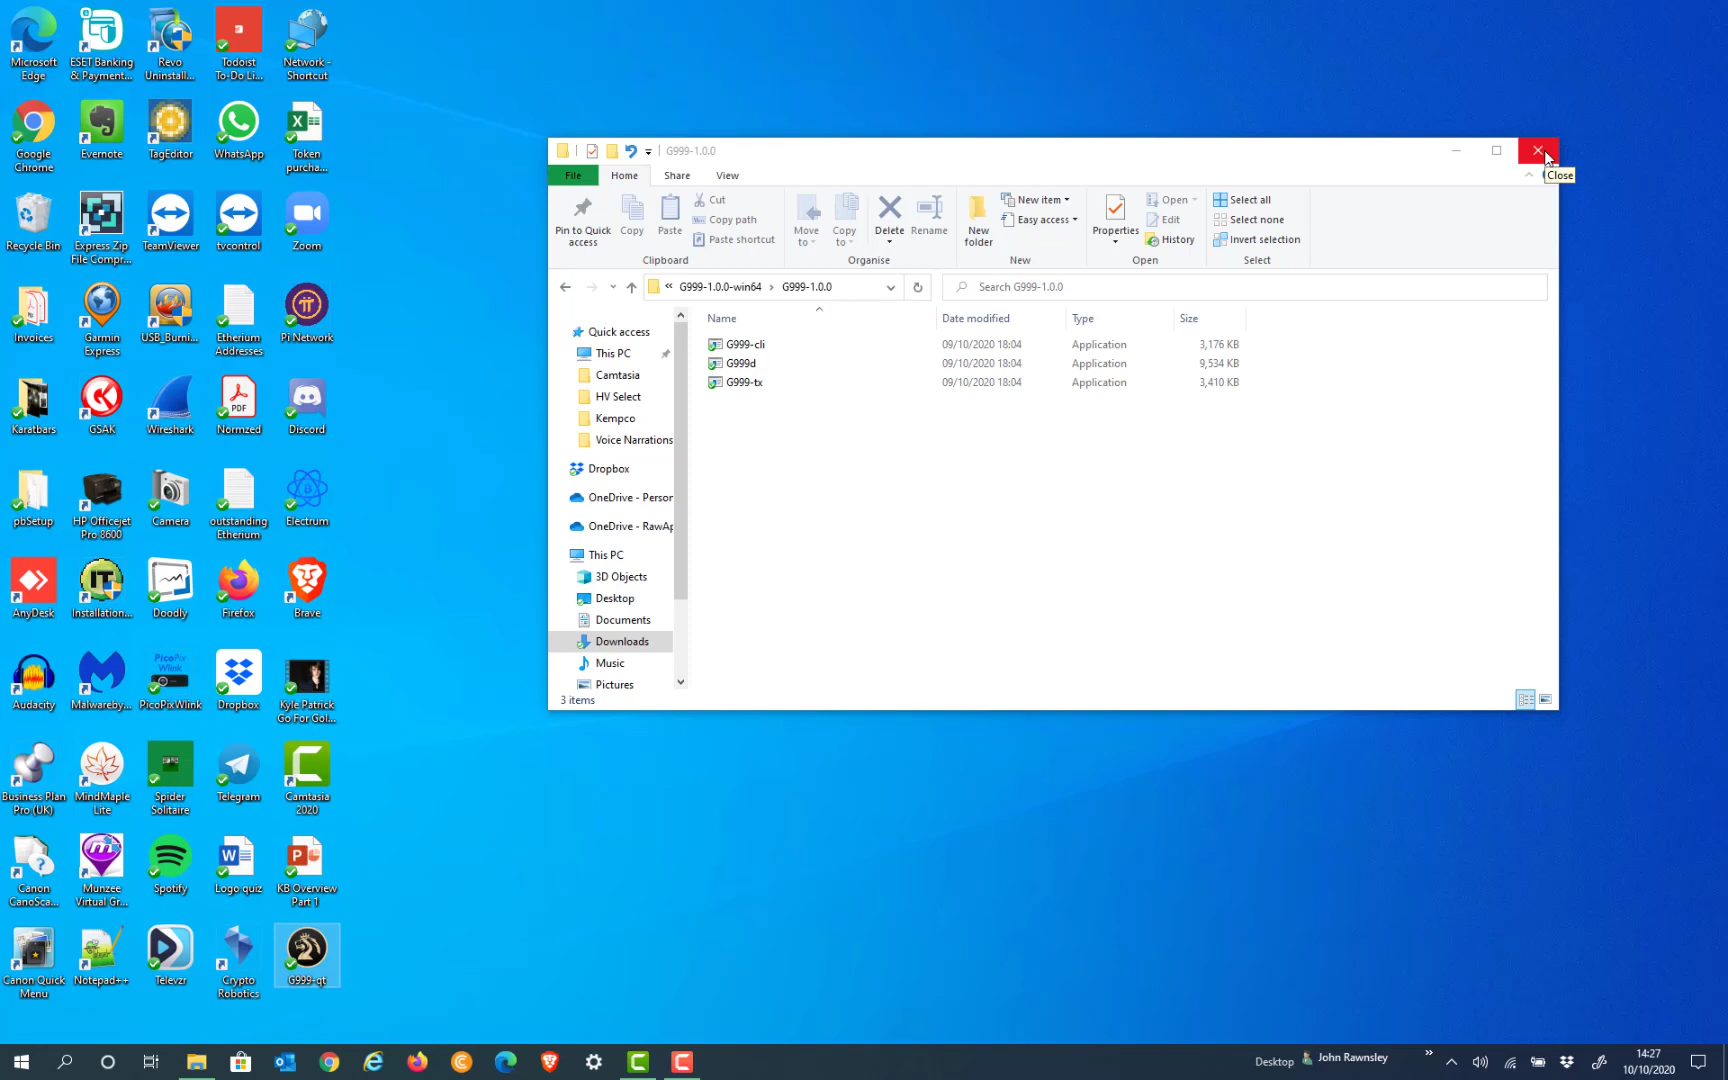 Microsoft
Edge
ESET Banking
& Payment...
Revo
Uninstall...
Todoist
To-Do Li...
Network -
Shortcut
Google
Chrome
Evernote
TagEditor
WhatsApp
Token
purcha...
Recycle Bin
Express Zip
File Compr...
TeamViewer
tvcontrol
Zoom
Invoices
Garmin
Express
USB_Burni...
Etherium
Addresses
Pi Network
Karatbars
GSAK
Wireshark
Normzed
Discord
pbSetup
HP Officejet
Pro 8600
Camera
outstanding
Etherium
Electrum
AnyDesk
Installation...
Doodly
Firefox
Brave
Audacity
Malwareby...
PicoPixWlink
Dropbox
Kyle Patrick
Go For Gol...
Business Plan
Pro (UK)
MindMaple
Lite
Spider
Solitaire
Telegram
Camtasia
2020
Canon
CanoSca...
Munzee
Virtual Gr...
Spotify
Logo quiz
KB Overview
Part 1
Canon Quick
Menu
Notepad++
Televzr
Crypto
Robotics
G999-qt
G999-1.0.0
Close
File Home Share View
Pin to Quick
access
Copy
Paste
Cut
Copy path
Paste shortcut
Clipboard
Move
to
Copy
to
Delete
Rename
Organise
New
folder
New item
Easy access
New
Properties
Open
Edit
History
Open
Select all
Select none
Invert selection
Select
« G999-1.0.0-win64 › G999-1.0.0
Search G999-1.0.0
Name Date modified Type Size
G999-cli 09/10/2020 18:04 Application 3,176 KB
G999d 09/10/2020 18:04 Application 9,534 KB
G999-tx 09/10/2020 18:04 Application 3,410 KB
Quick access
This PC
Camtasia
HV Select
Kempco
Voice Narrations
Dropbox
OneDrive - Person
OneDrive - RawAp
This PC
3D Objects
Desktop
Documents
Downloads
Music
Pictures
3 items
Desktop
John Rawnsley
»
14:27
10/10/2020